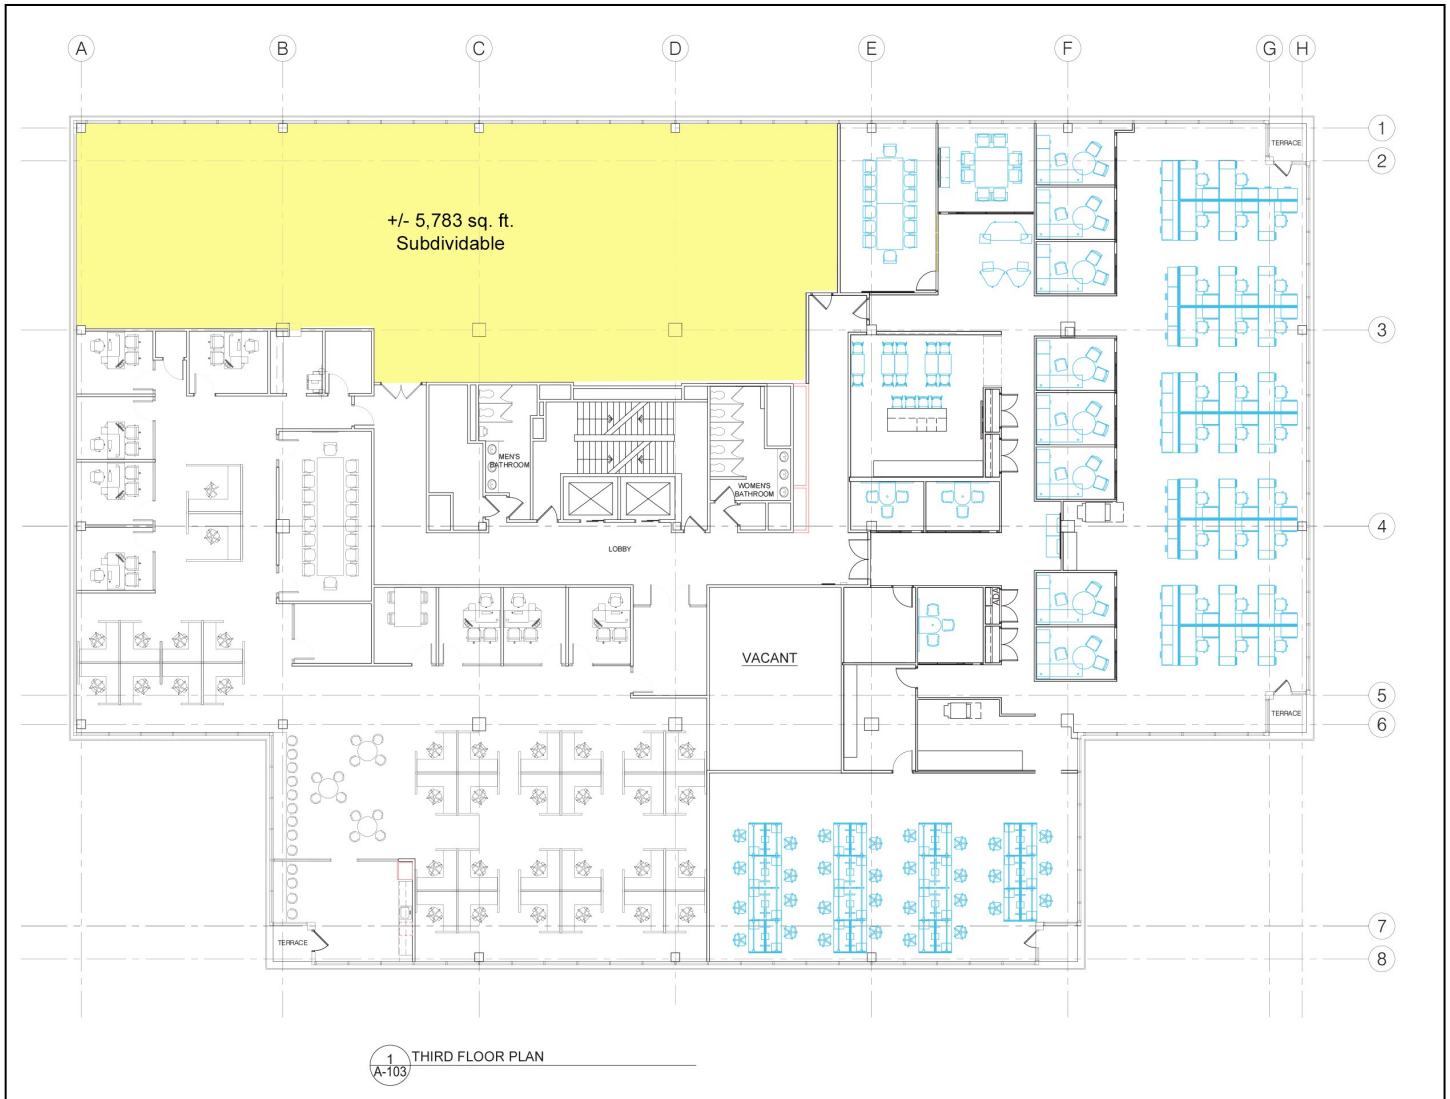 A B C D E F G H
1
TERRACE
2
+/- 5,783 sq. ft.
Subdividable
3
MEN'S
BATHROOM
WOMEN'S
BATHROOM
4
LOBBY
ADA
VACANT
5
TERRACE
6
7
TERRACE
8
1
A-103
THIRD FLOOR PLAN